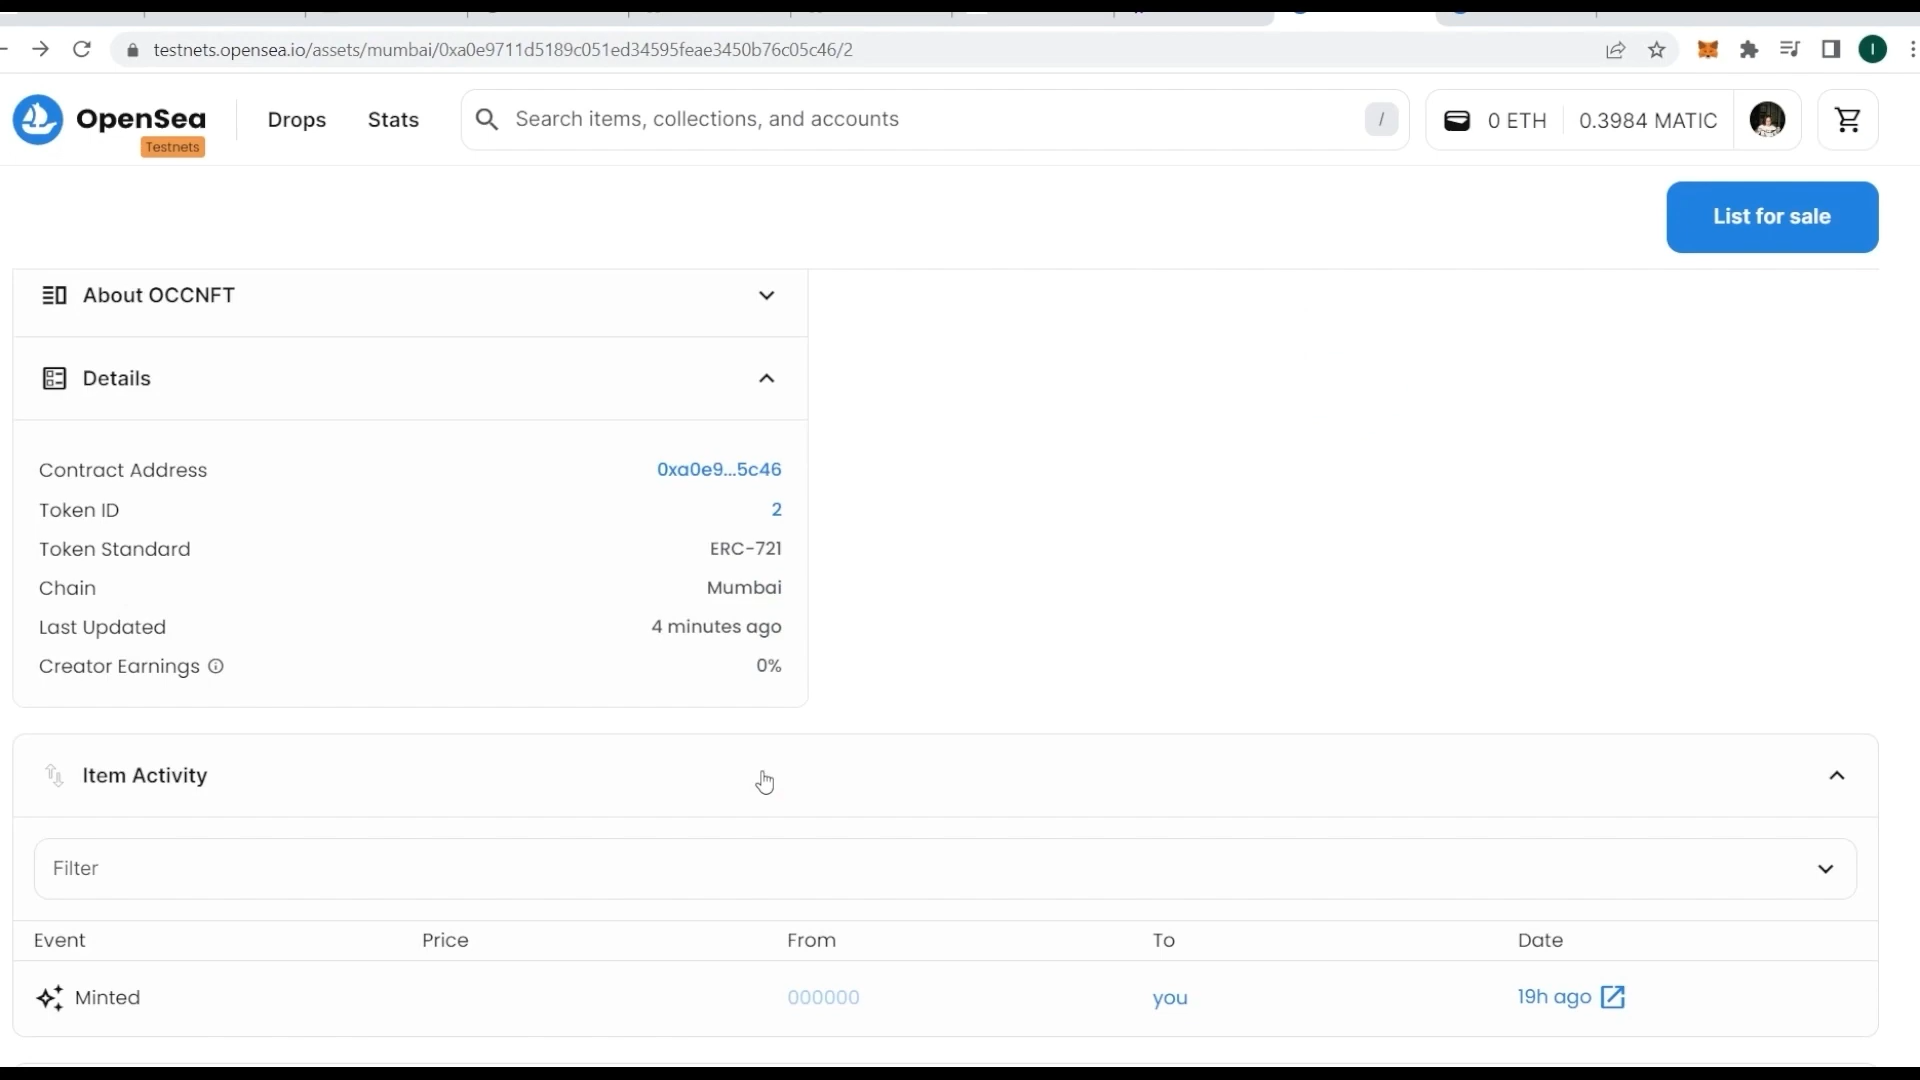 testnets.opensea.io/assets/mumbai/0xa0e9711d5189c051ed34595feae3450b76c05c46/2
I
OpenSea
Testnets
Drops
Stats
Search items, collections, and accounts
/
0 ETH
0.3984 MATIC
List for sale
About OCCNFT
Details
Contract Address 0xa0e9...5c46
Token ID 2
Token Standard ERC-721
Chain Mumbai
Last Updated 4 minutes ago
Creator Earnings 0%
Item Activity
Filter
Event Price From To Date
Minted 000000 you 19h ago